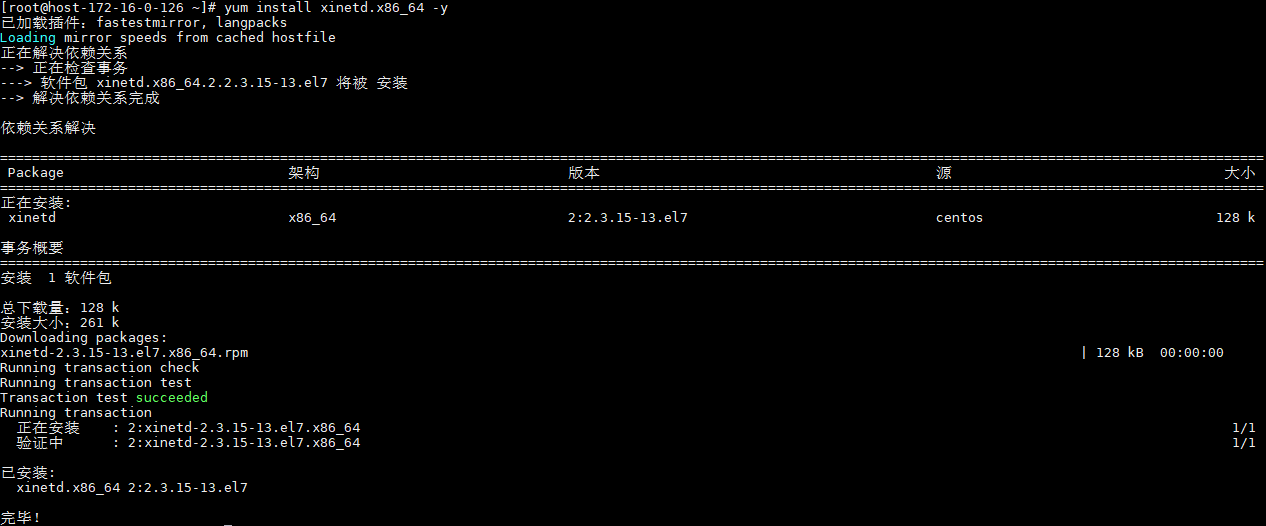 [root@host-172-16-0-126 ~]# yum install xinetd.x86_64 -y
已加载插件：fastestmirror, langpacks
Loading mirror speeds from cached hostfile
正在解决依赖关系
--> 正在检查事务
---> 软件包 xinetd.x86_64.2.2.3.15-13.el7 将被 安装
--> 解决依赖关系完成
依赖关系解决
================================================================================
Package 架构 版本 源 大小
================================================================================
正在安装:
xinetd x86_64 2:2.3.15-13.el7 centos 128 k
事务概要
================================================================================
安装  1 软件包
总下载量：128 k
安装大小：261 k
Downloading packages:
xinetd-2.3.15-13.el7.x86_64.rpm | 128 kB  00:00:00
Running transaction check
Running transaction test
Transaction test succeeded
Running transaction
正在安装    : 2:xinetd-2.3.15-13.el7.x86_64 1/1
验证中      : 2:xinetd-2.3.15-13.el7.x86_64 1/1
已安装:
xinetd.x86_64 2:2.3.15-13.el7
完毕！